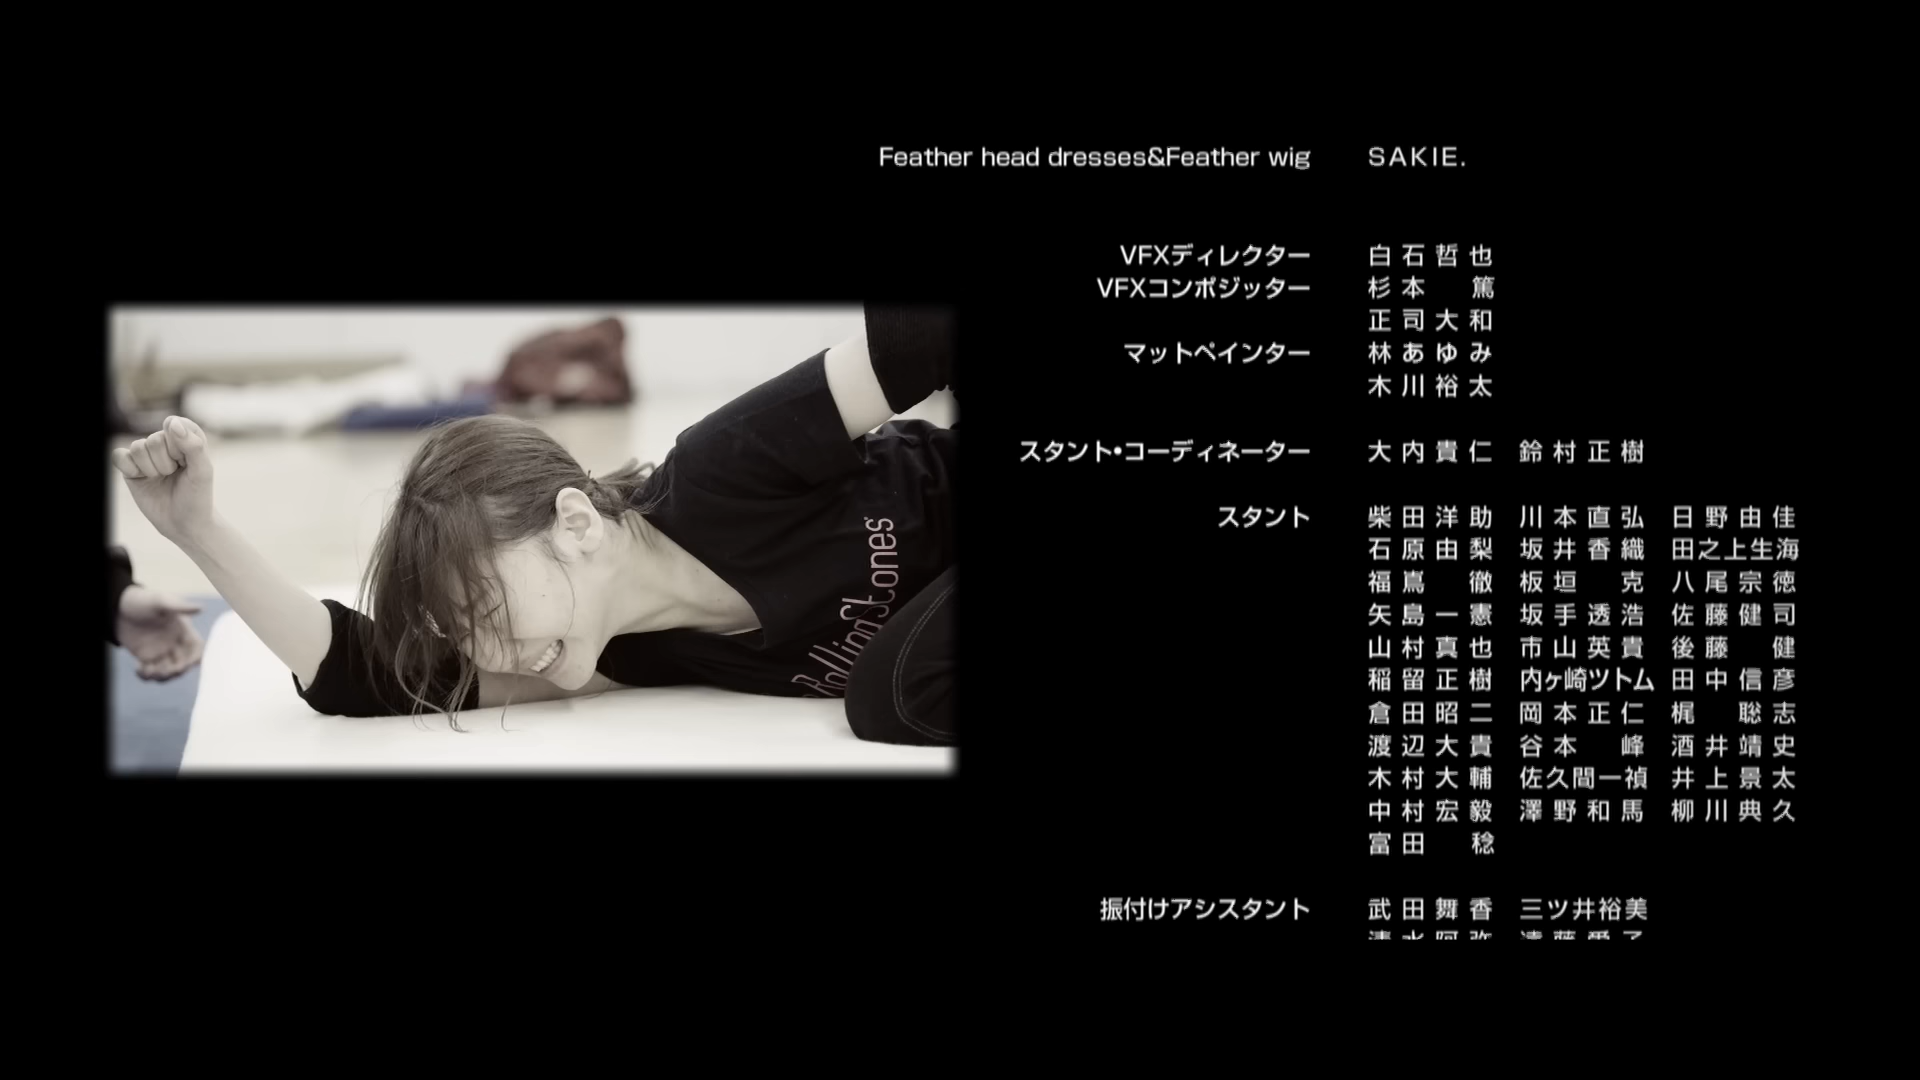 Feather head dresses&Feather wig SAKIE.
VFXディレクター 白石哲也
VFXコンポジッター 杉本 篤
正司大和
マットペインター 林あゆみ
木川裕太
スタント•コーディネーター 大内貴仁 鈴村正樹
スタント 柴田洋助 川本直弘 日野由佳
石原由梨 坂井香織 田之上生海
福嶌 徹 板垣 克 八尾宗徳
矢島一憲 坂手透浩 佐藤健司
山村真也 市山英貴 後藤 健
稲留正樹 内ヶ崎ツトム 田中信彦
倉田昭二 岡本正仁 梶 聡志
渡辺大貴 谷本 峰 酒井靖史
木村大輔 佐久間一禎 井上景太
中村宏毅 澤野和馬 柳川典久
富田 稔
振付けアシスタント 武田舞香 三ツ井裕美
RollingStones